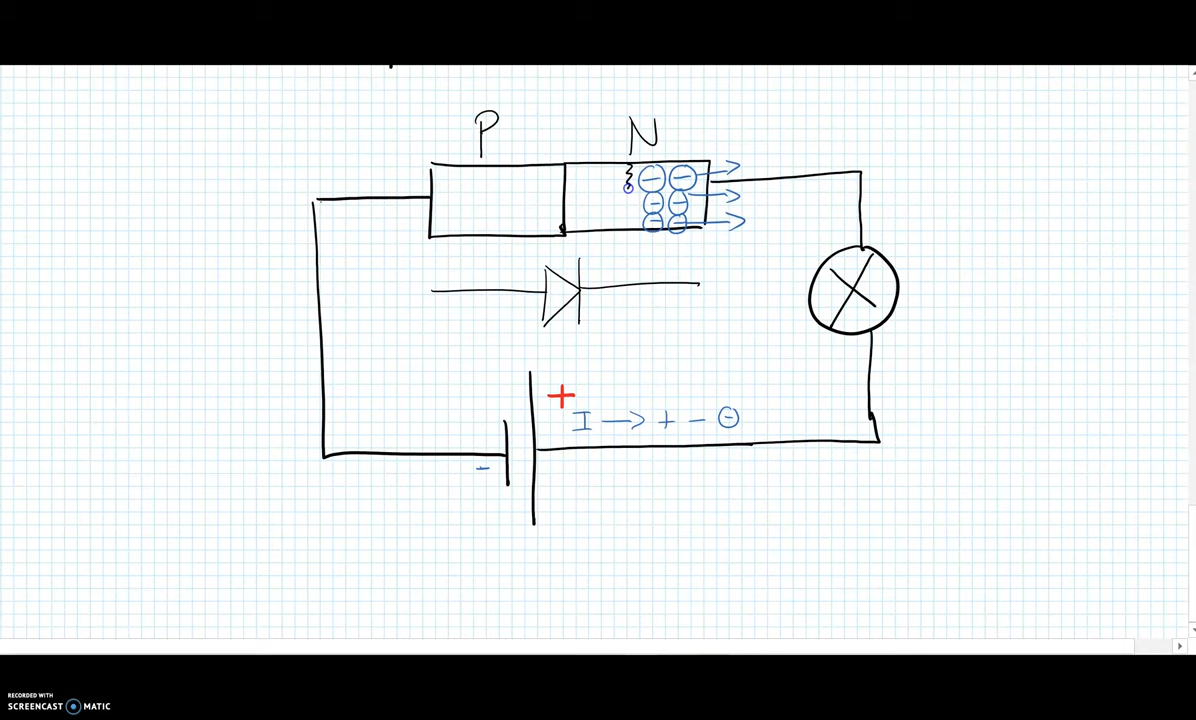 P N
- - 
- -
- -
+
I → + - ⊖
-
RECORDED WITH
SCREENCAST MATIC